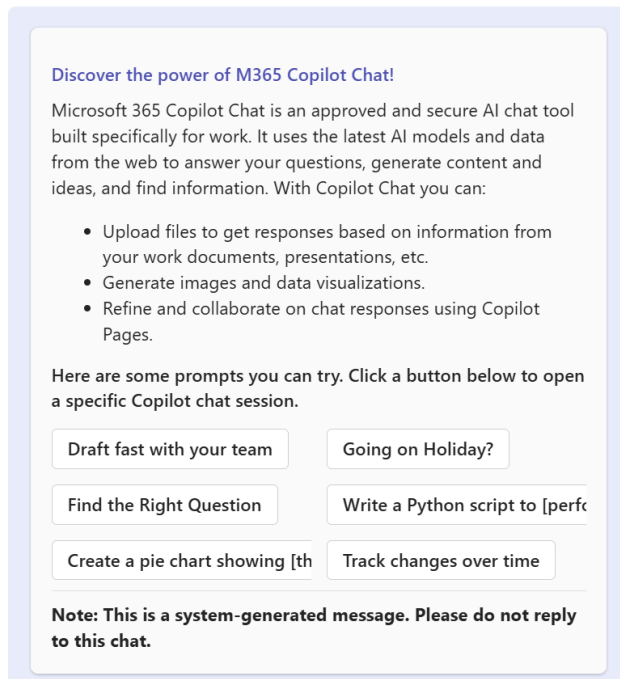 Discover the power of M365 Copilot Chat!
Microsoft 365 Copilot Chat is an approved and secure AI chat tool
built specifically for work. It uses the latest AI models and data
from the web to answer your questions, generate content and
ideas, and find information. With Copilot Chat you can:
• Upload files to get responses based on information from
your work documents, presentations, etc.
• Generate images and data visualizations.
• Refine and collaborate on chat responses using Copilot
Pages.
Here are some prompts you can try. Click a button below to open
a specific Copilot chat session.
Draft fast with your team
Going on Holiday?
Find the Right Question
Write a Python script to [perfo
Create a pie chart showing [th
Track changes over time
Note: This is a system-generated message. Please do not reply
to this chat.